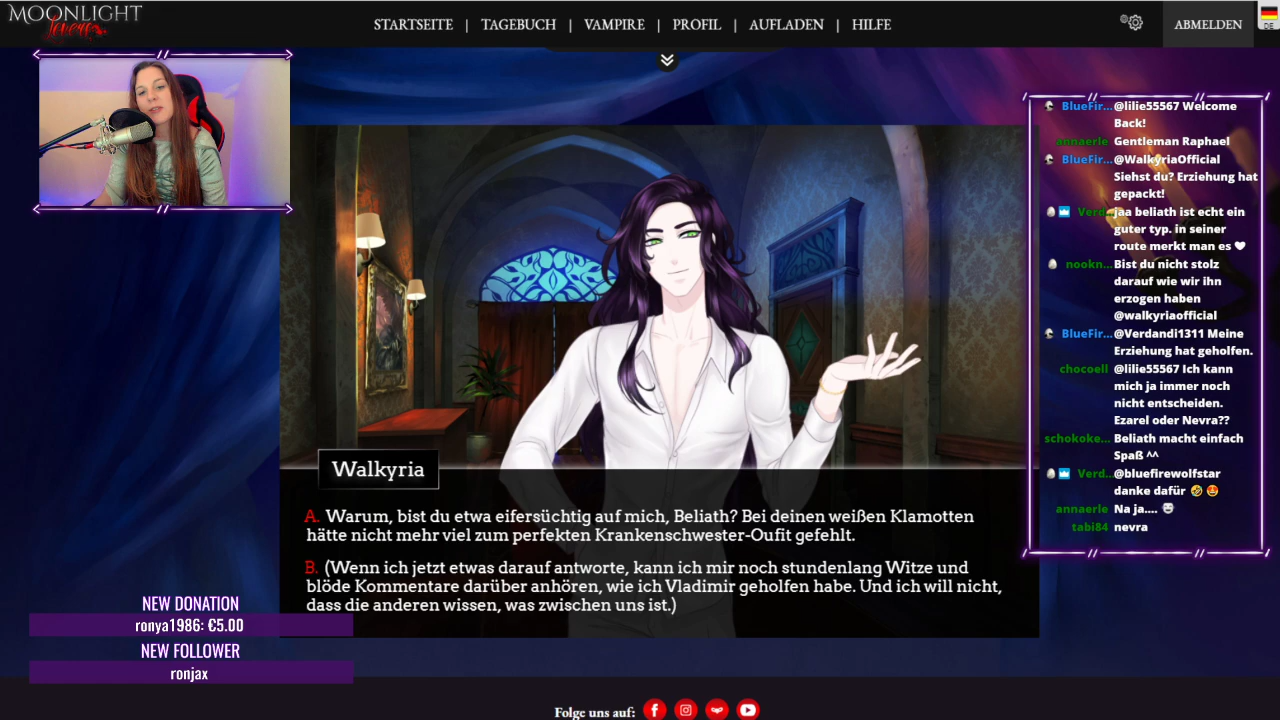 MOONLIGHT
Lovers
STARTSEITE | TAGEBUCH | VAMPIRE | PROFIL | AUFLADEN | HILFE
ABMELDEN
DE
BlueFir... @lilie55567 Welcome
Back!
annaerle Gentleman Raphael
BlueFir... @WalkyriaOfficial
Siehst du? Erziehung hat
gepackt!
Verd... jaa beliath ist echt ein
guter typ. in seiner
route merkt man es
nookn... Bist du nicht stolz
darauf wie wir ihn
erzogen haben
@walkyriaofficial
BlueFir... @Verdandi1311 Meine
Erziehung hat geholfen.
chocoell @lilie55567 Ich kann
mich ja immer noch
nicht entscheiden.
Ezarel oder Nevra??
schokoke... Beliath macht einfach
Spaß ^^
Verd... @bluefirewolfstar
danke dafür
annaerle Na ja....
tabi84 nevra
Walkyria
A. Warum, bist du etwa eifersüchtig auf mich, Beliath? Bei deinen weißen Klamotten
hätte nicht mehr viel zum perfekten Krankenschwester-Oufit gefehlt.
B. (Wenn ich jetzt etwas darauf antworte, kann ich mir noch stundenlang Witze und
blöde Kommentare darüber anhören, wie ich Vladimir geholfen habe. Und ich will nicht,
dass die anderen wissen, was zwischen uns ist.)
NEW DONATION
ronya1986: €5.00
NEW FOLLOWER
ronjax
Folge uns auf: